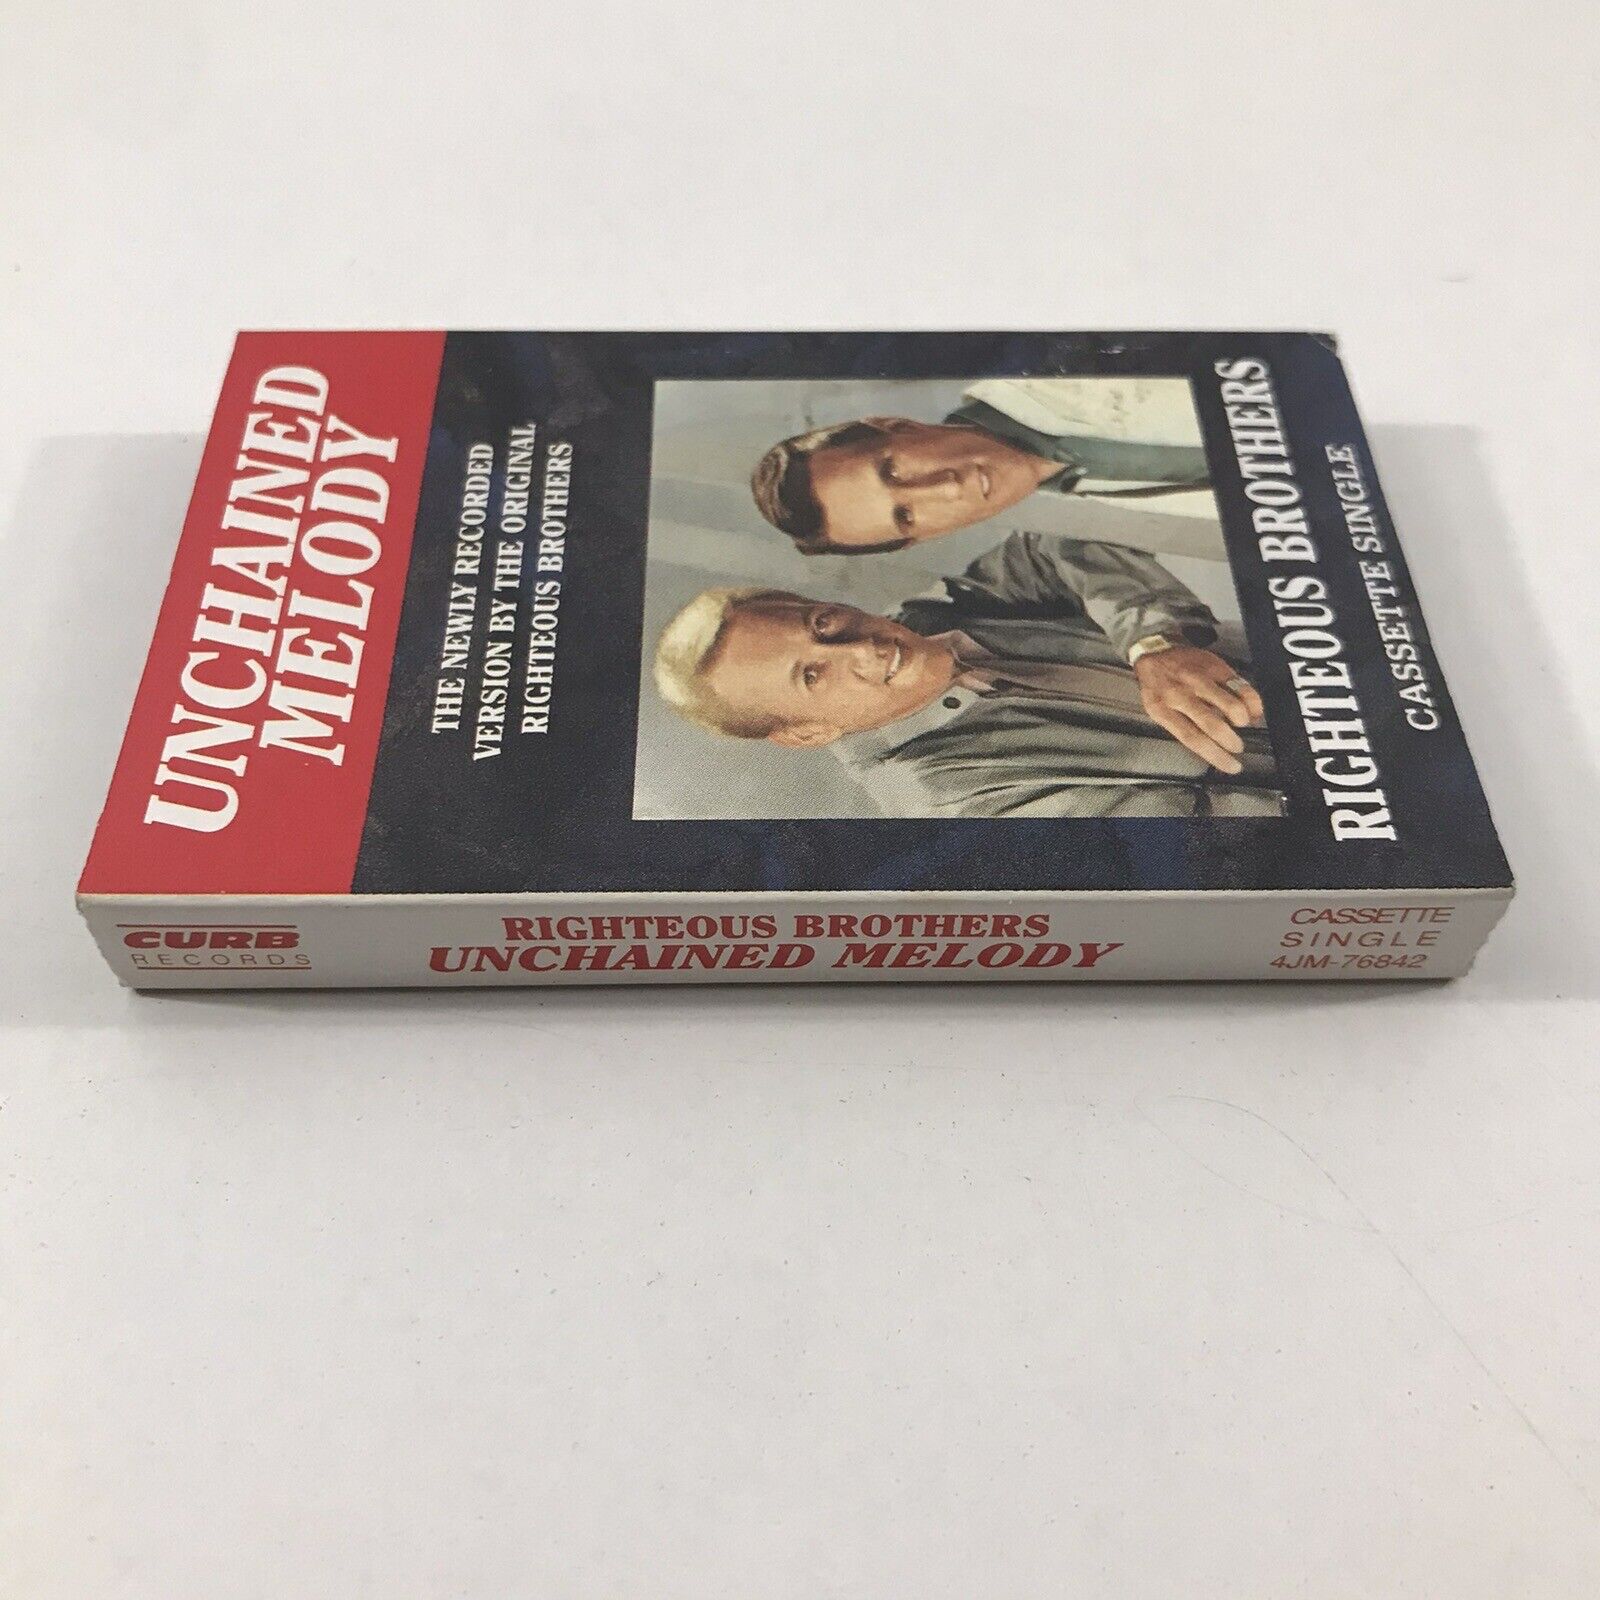 UNCHAINED
MELODY
THE NEWLY RECORDED
VERSION BY THE ORIGINAL
RIGHTEOUS BROTHERS
RIGHTEOUS BROTHERS
CASSETTE SINGLE
CURB
RECORDS
RIGHTEOUS BROTHERS
UNCHAINED MELODY
CASSETTE
SINGLE
4JM-76842